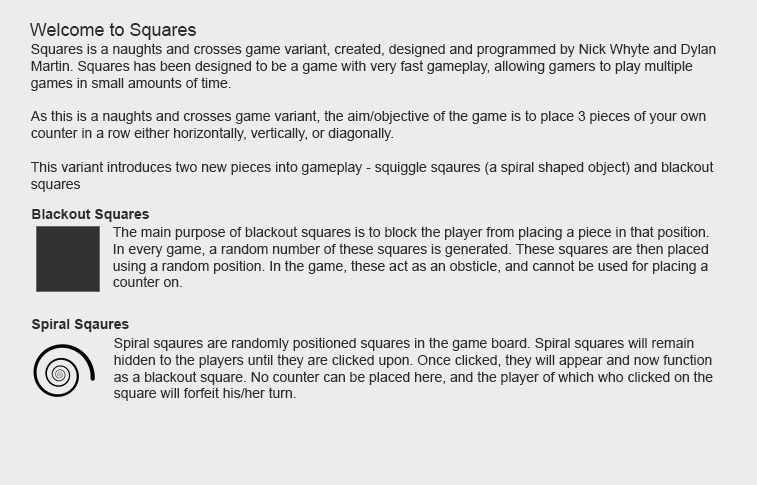 Welcome to Squares
Squares is a naughts and crosses game variant, created, designed and programmed by Nick Whyte and Dylan
Martin. Squares has been designed to be a game with very fast gameplay, allowing gamers to play multiple
games in small amounts of time.
As this is a naughts and crosses game variant, the aim/objective of the game is to place 3 pieces of your own
counter in a row either horizontally, vertically, or diagonally.
This variant introduces two new pieces into gameplay - squiggle sqaures (a spiral shaped object) and blackout
squares
Blackout Squares
The main purpose of blackout squares is to block the player from placing a piece in that position.
In every game, a random number of these squares is generated. These squares are then placed
using a random position. In the game, these act as an obsticle, and cannot be used for placing a
counter on.
Spiral Sqaures
Spiral sqaures are randomly positioned squares in the game board. Spiral squares will remain
hidden to the players until they are clicked upon. Once clicked, they will appear and now function
as a blackout square. No counter can be placed here, and the player of which who clicked on the
square will forfeit his/her turn.